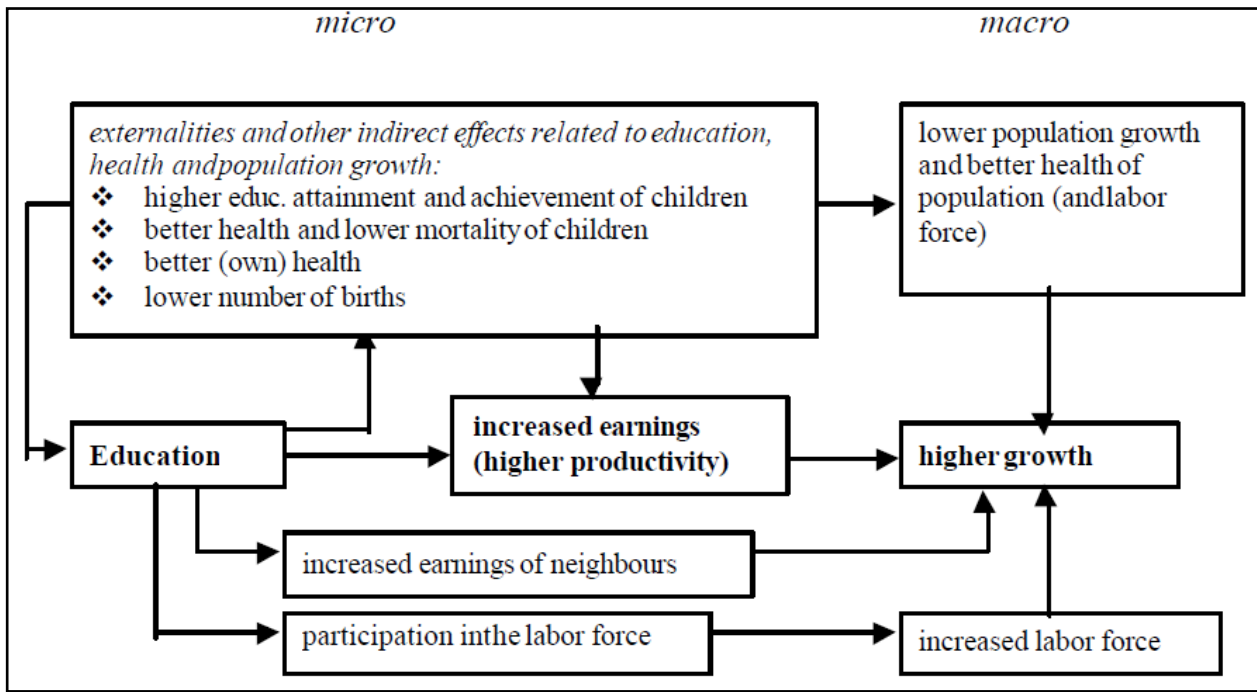 micro
macro
externalities and other indirect effects related to education,
health andpopulation growth:
❖ higher educ. attainment and achievement of children
❖ better health and lower mortality of children
❖ better (own) health
❖ lower number of births
lower population growth
and better health of
population (andlabor
force)
Education
increased earnings
(higher productivity)
higher growth
increased earnings of neighbours
participation inthe labor force
increased labor force